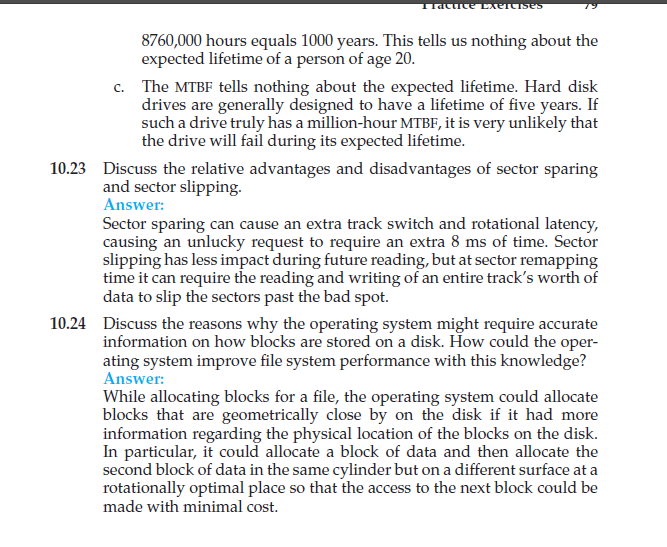 Practice Exercises 79
8760,000 hours equals 1000 years. This tells us nothing about the
expected lifetime of a person of age 20.
c. The MTBF tells nothing about the expected lifetime. Hard disk
drives are generally designed to have a lifetime of five years. If
such a drive truly has a million-hour MTBF, it is very unlikely that
the drive will fail during its expected lifetime.
10.23 Discuss the relative advantages and disadvantages of sector sparing
and sector slipping.
Answer:
Sector sparing can cause an extra track switch and rotational latency,
causing an unlucky request to require an extra 8 ms of time. Sector
slipping has less impact during future reading, but at sector remapping
time it can require the reading and writing of an entire track's worth of
data to slip the sectors past the bad spot.
10.24 Discuss the reasons why the operating system might require accurate
information on how blocks are stored on a disk. How could the oper-
ating system improve file system performance with this knowledge?
Answer:
While allocating blocks for a file, the operating system could allocate
blocks that are geometrically close by on the disk if it had more
information regarding the physical location of the blocks on the disk.
In particular, it could allocate a block of data and then allocate the
second block of data in the same cylinder but on a different surface at a
rotationally optimal place so that the access to the next block could be
made with minimal cost.